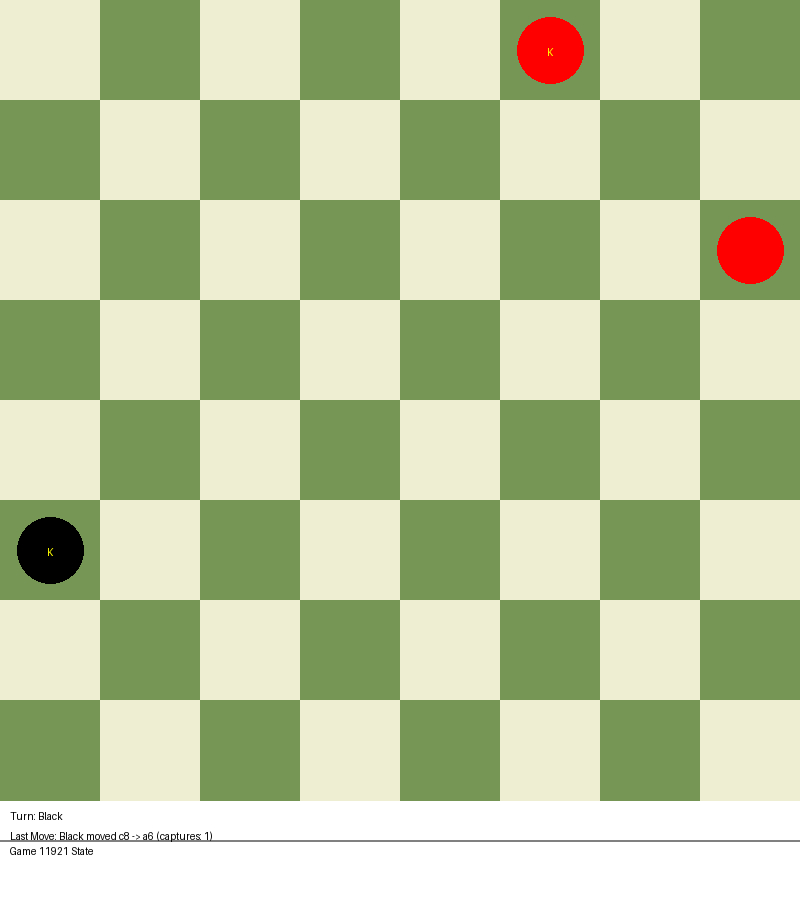 K
K
Turn: Black
Last Move: Black moved c8 -> a6 (captures: 1)
Game 11921 State